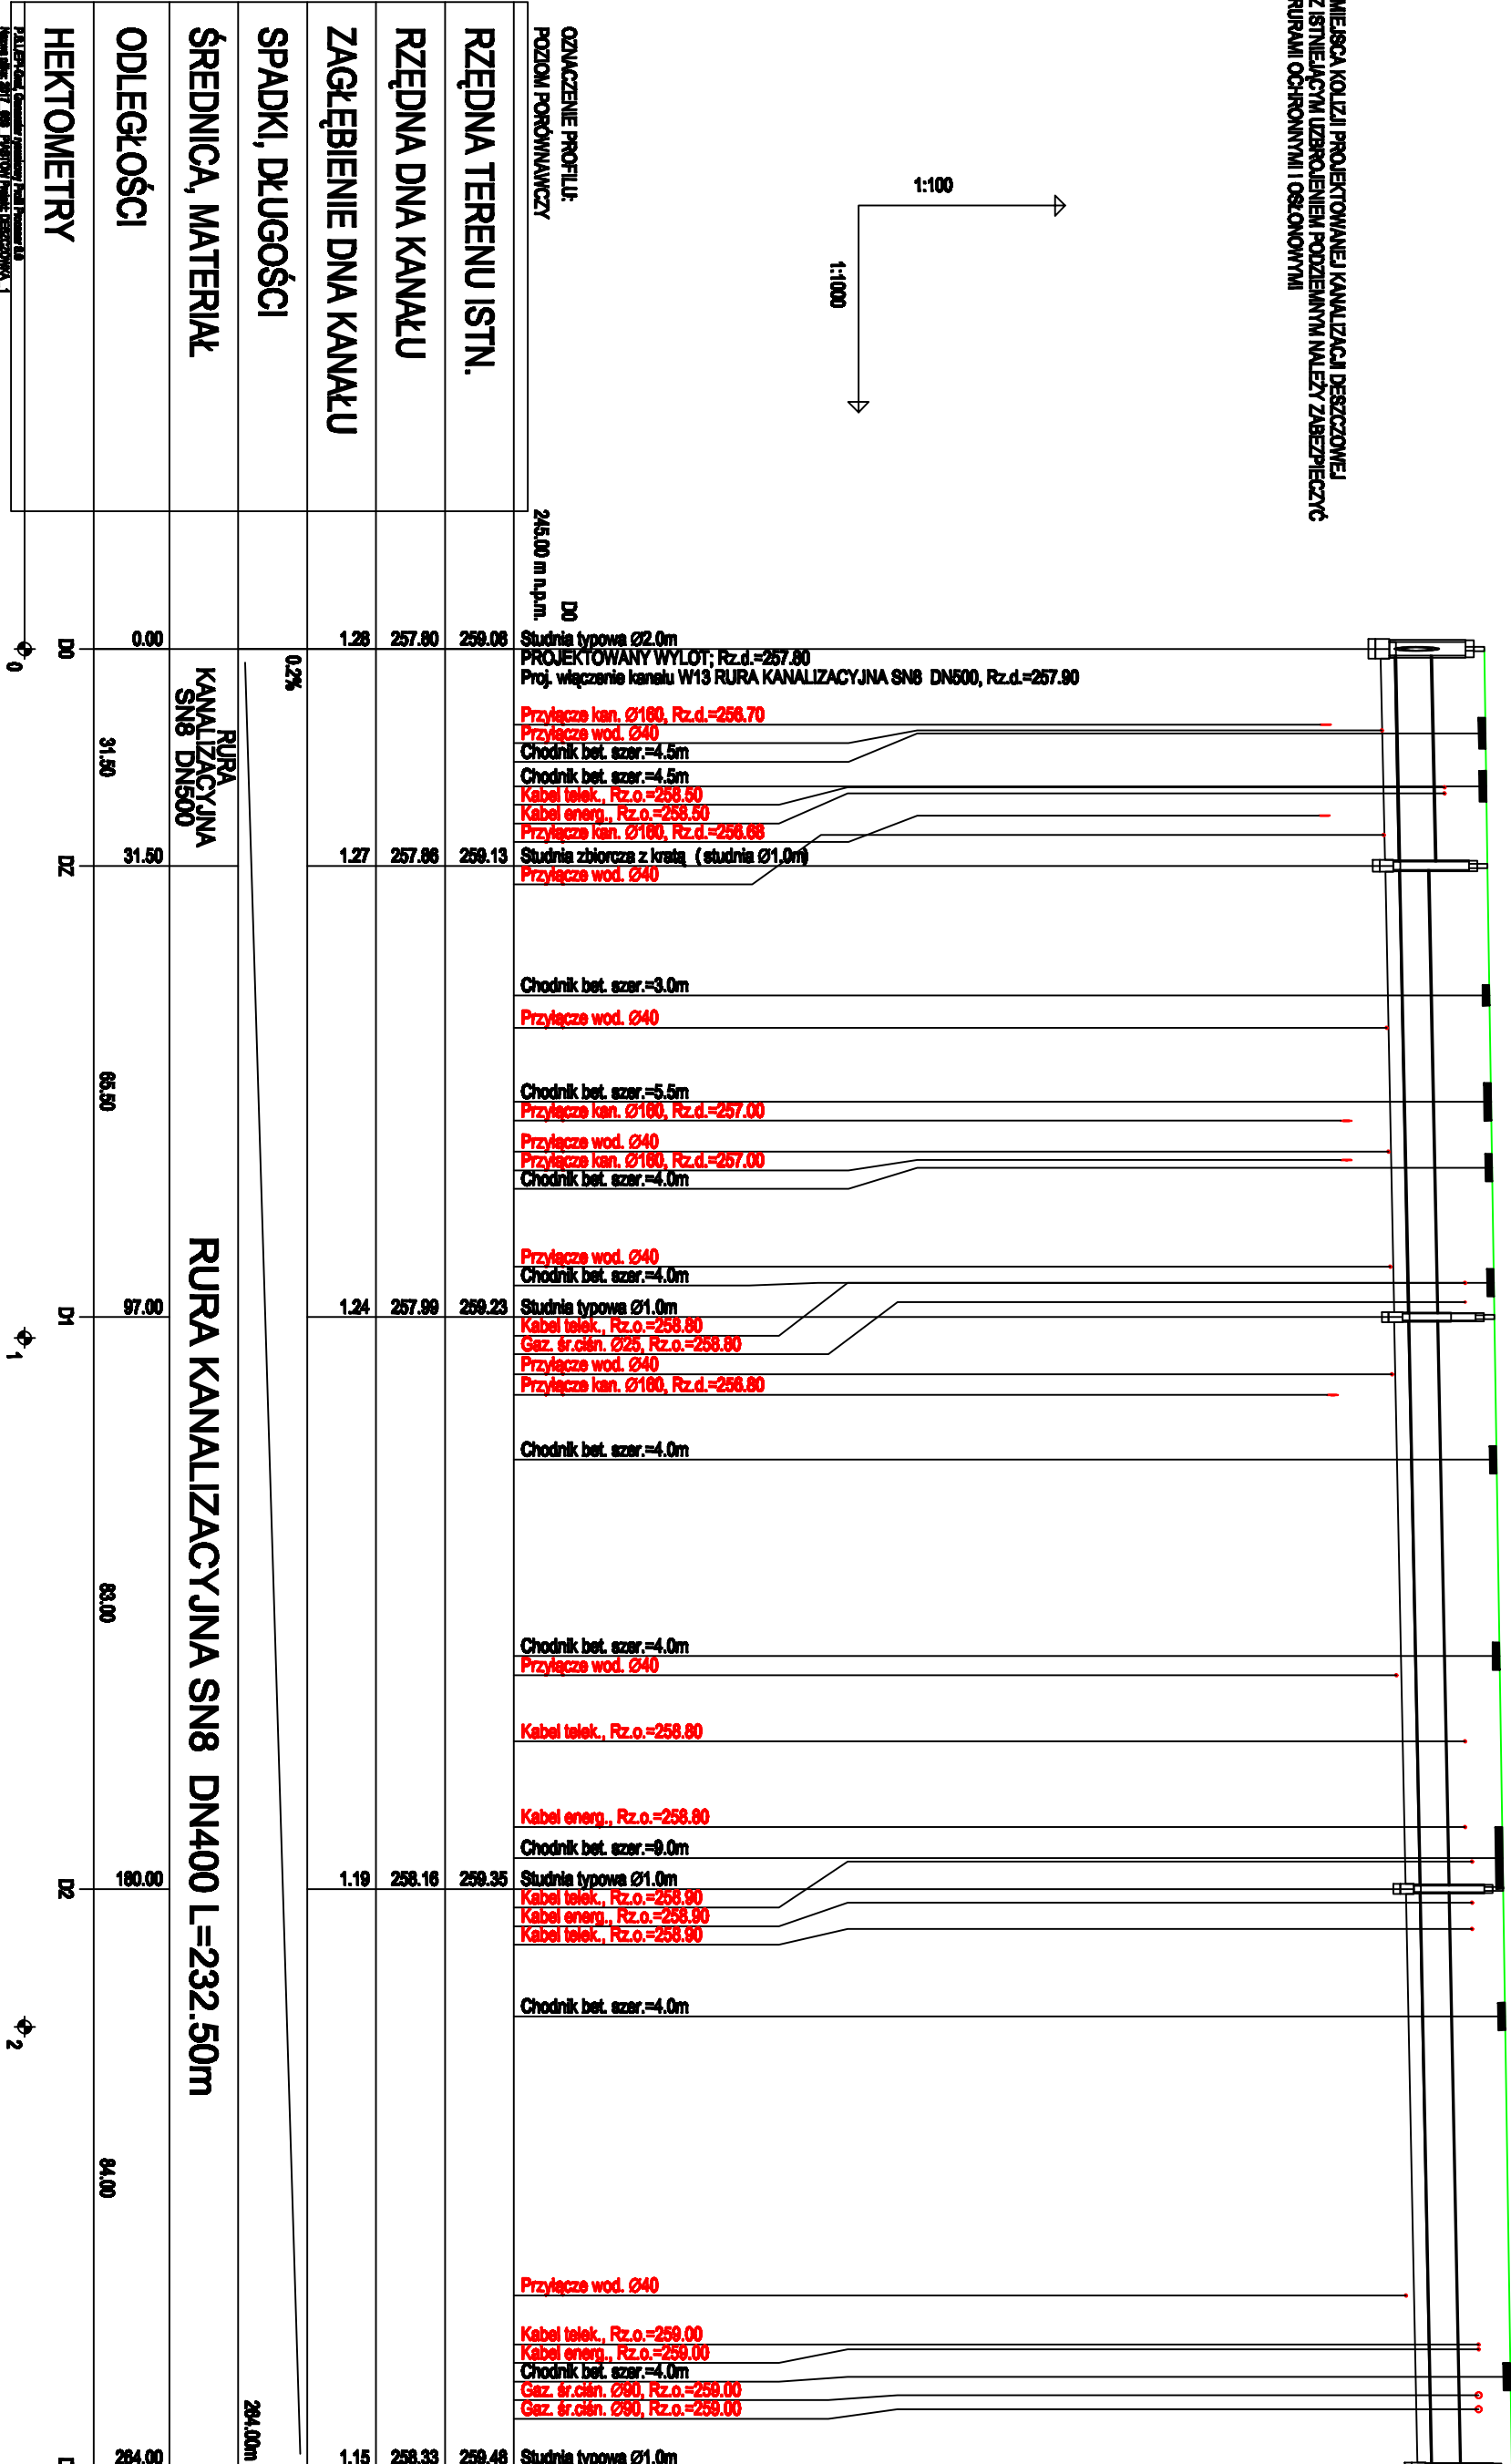 MIEJSCA KOLIZJI PROJEKTOWANEJ KANALIZACJI DESZCZOWEJ
Z ISTNIEJĄCYM UZBROJENIEM PODZIEMNYM NALEŻY ZABEZPIECZYĆ
RURAMI OCHRONNYMI I OSŁONOWYMI
1:100
1:1000
OZNACZENIE PROFILU:
D0
POZIOM PORÓWNAWCZY
245.00 m n.p.m.
Studnia typowa Ø2.0m
PROJEKTOWANY WYLOT; Rz.d.=257.80
Proj. włączenie kanału W13 RURA KANALIZACYJNA SN8 DN500, Rz.d.=257.90
Przyłącze kan. Ø160, Rz.d.=256.70
Przyłącze wod. Ø40
Chodnik bet. szer.=4.5m
Chodnik bet. szer.=4.5m
Kabel telek., Rz.o.=258.50
Kabel energ., Rz.o.=258.50
Przyłącze kan. Ø160, Rz.d.=256.68
Studnia zbiorcza z kratą ( studnia Ø1.0m)
Przyłącze wod. Ø40
Chodnik bet. szer.=3.0m
Przyłącze wod. Ø40
Chodnik bet. szer.=5.5m
Przyłącze kan. Ø160, Rz.d.=257.00
Przyłącze wod. Ø40
Przyłącze kan. Ø160, Rz.d.=257.00
Chodnik bet. szer.=4.0m
Przyłącze wod. Ø40
Chodnik bet. szer.=4.0m
Studnia typowa Ø1.0m
Kabel telek., Rz.o.=258.80
Gaz. śr.ciśn. Ø25, Rz.o.=258.80
Przyłącze wod. Ø40
Przyłącze kan. Ø160, Rz.d.=256.80
Chodnik bet. szer.=4.0m
Chodnik bet. szer.=4.0m
Przyłącze wod. Ø40
Kabel telek., Rz.o.=258.80
Kabel energ., Rz.o.=258.80
Chodnik bet. szer.=9.0m
Studnia typowa Ø1.0m
Kabel telek., Rz.o.=258.90
Kabel energ., Rz.o.=258.90
Kabel telek., Rz.o.=258.90
Chodnik bet. szer.=4.0m
Przyłącze wod. Ø40
Kabel telek., Rz.o.=259.00
Kabel energ., Rz.o.=259.00
Chodnik bet. szer.=4.0m
Gaz. śr.ciśn. Ø90, Rz.o.=259.00
Gaz. śr.ciśn. Ø90, Rz.o.=259.00
Studnia typowa Ø1.0m
RZĘDNA TERENU ISTN.
259.08 259.13 259.23 259.35 259.48
RZĘDNA DNA KANAŁU
257.80 257.86 257.99 258.16 258.33
ZAGŁĘBIENIE DNA KANAŁU
1.28 1.27 1.24 1.19 1.15
SPADKI, DŁUGOŚCI
0.2% 264.00m
ŚREDNICA, MATERIAŁ
RURA
KANALIZACYJNA
SN8 DN500
RURA KANALIZACYJNA SN8 DN400 L=232.50m
ODLEGŁOŚCI
0.00 31.50 31.50 65.50 97.00 83.00 180.00 84.00 264.00
HEKTOMETRY
D0 DZ D1 D2
0 1 2